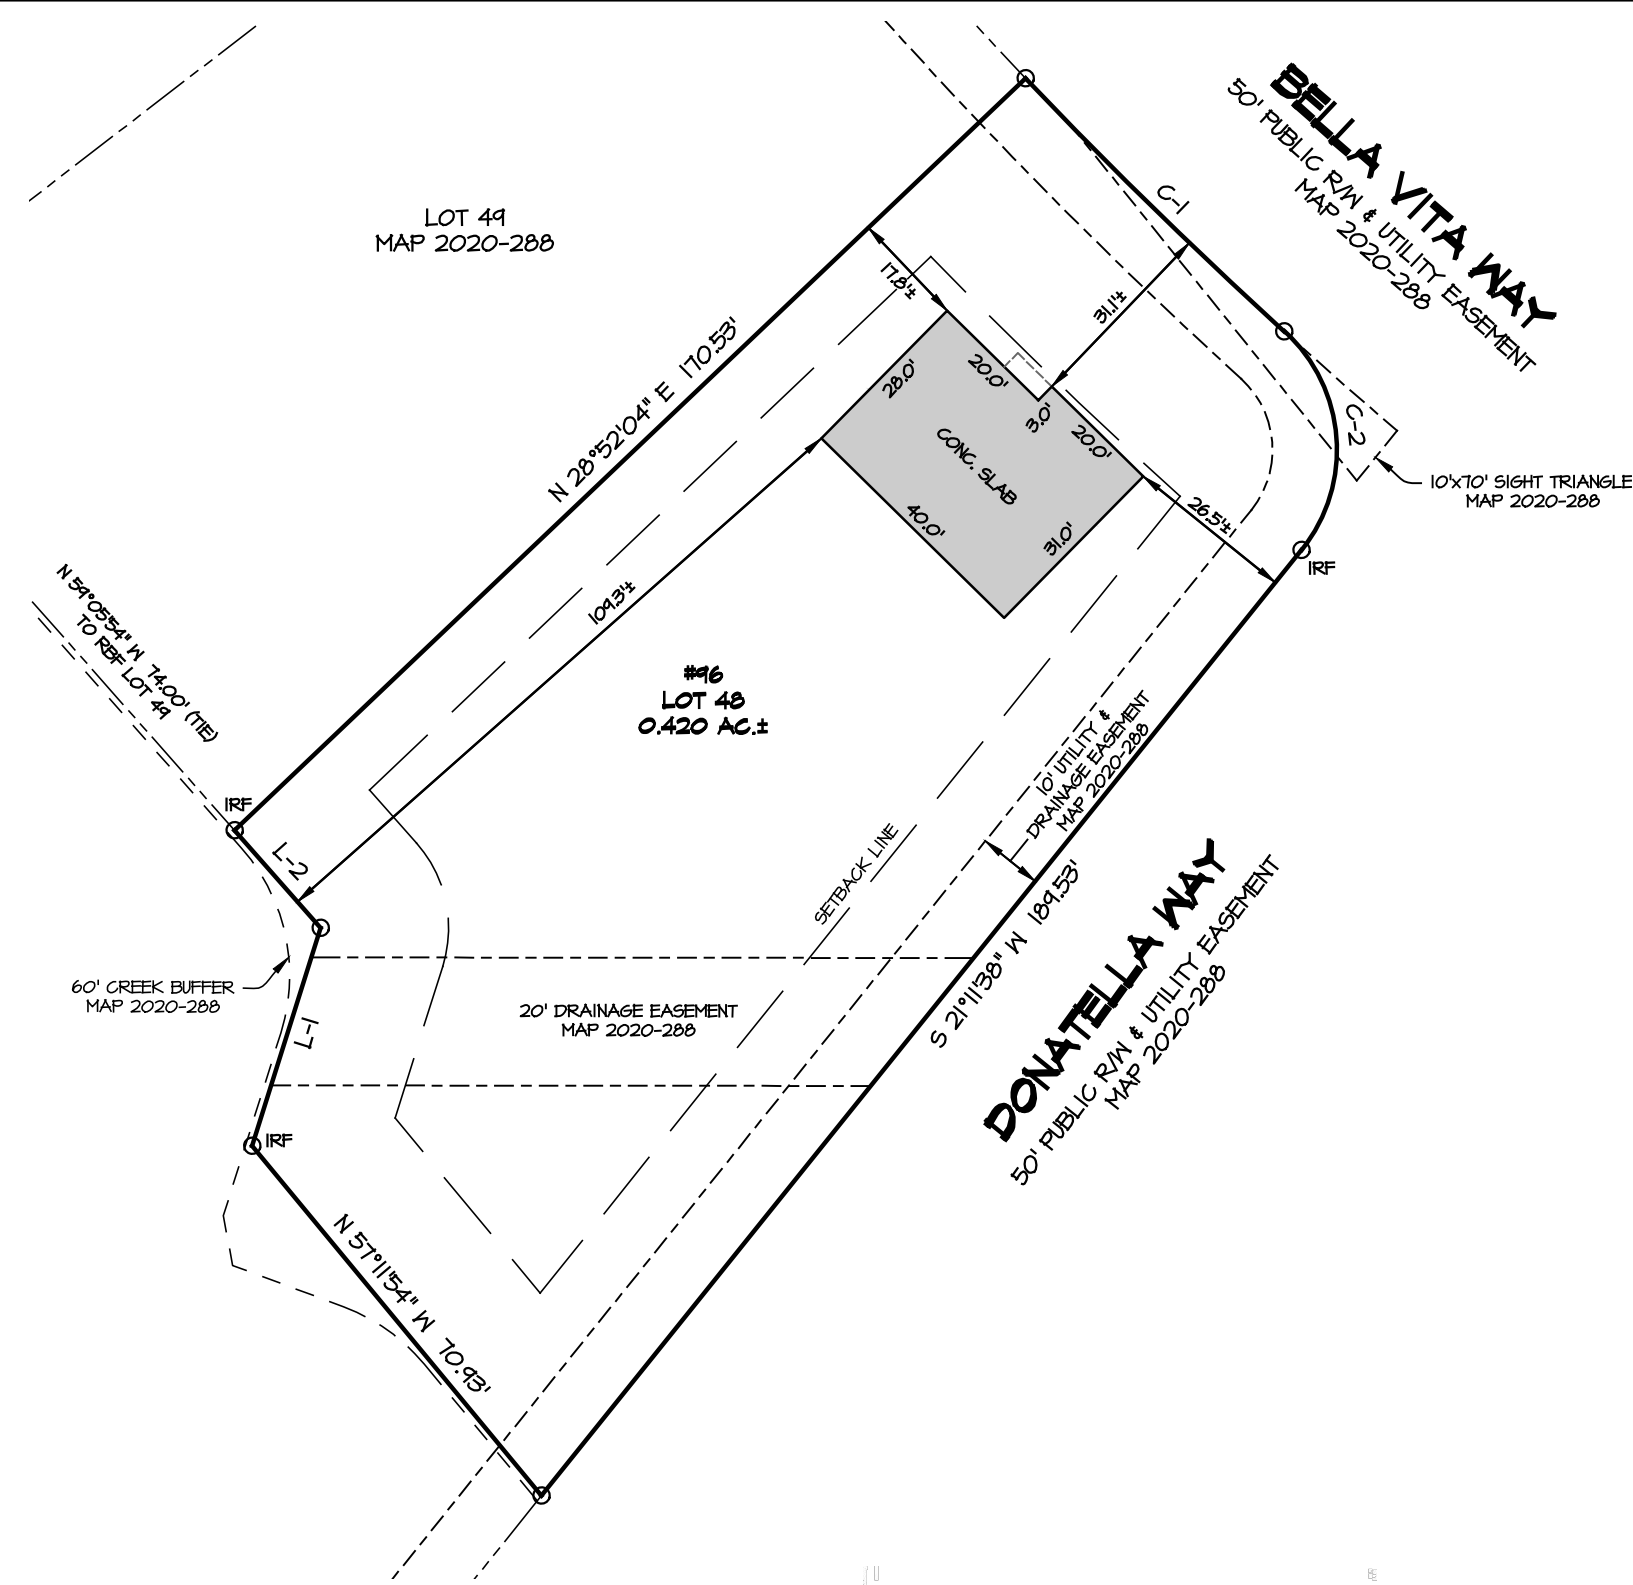 BELLA VITA WAY
50' PUBLIC R/W & UTILITY EASEMENT
MAP 2020-288
C-1
LOT 49
MAP 2020-288
17.8'±
31.1'±
N 28°52'04" E 170.53'
28.0'
20.0'
3.0'
20.0'
CONC. SLAB
40.0'
31.0'
26.5'±
C-2
10'x70' SIGHT TRIANGLE
MAP 2020-288
IRF
109.3'±
N 59°05'54" W 74.00' (TIE)
TO RBF LOT 49
#96
LOT 48
0.420 AC.±
10' UTILITY &
DRAINAGE EASEMENT
MAP 2020-288
IRF
L-2
SETBACK LINE
S 21°11'38" W 189.53'
DONATELLA WAY
50' PUBLIC R/W & UTILITY EASEMENT
MAP 2020-288
60' CREEK BUFFER
MAP 2020-288
L-1
20' DRAINAGE EASEMENT
MAP 2020-288
IRF
N 57°11'54" W 70.93'